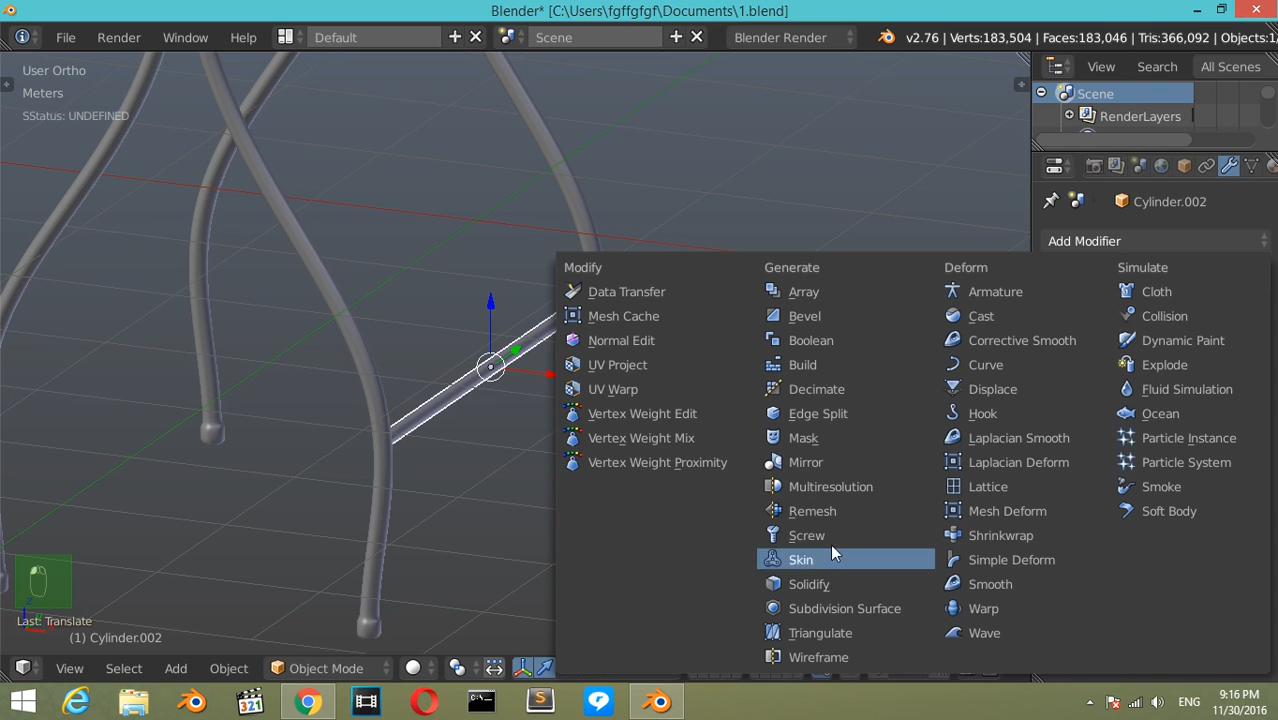 Blender* [C:\Users\fgffgfgf\Documents\1.blend]
File Render Window Help Default Scene Blender Render v2.76 | Verts:183,504 | Faces:183,046 | Tris:366,092 | Objects:1/
User Ortho
Meters
SStatus: UNDEFINED
View Search All Scenes
Scene
RenderLayers
Cylinder.002
Add Modifier
Modify
Data Transfer
Mesh Cache
Normal Edit
UV Project
UV Warp
Vertex Weight Edit
Vertex Weight Mix
Vertex Weight Proximity
Generate
Array
Bevel
Boolean
Build
Decimate
Edge Split
Mask
Mirror
Multiresolution
Remesh
Screw
Skin
Solidify
Subdivision Surface
Triangulate
Wireframe
Deform
Armature
Cast
Corrective Smooth
Curve
Displace
Hook
Laplacian Smooth
Laplacian Deform
Lattice
Mesh Deform
Shrinkwrap
Simple Deform
Smooth
Warp
Wave
Simulate
Cloth
Collision
Dynamic Paint
Explode
Fluid Simulation
Ocean
Particle Instance
Particle System
Smoke
Soft Body
Last: Translate
(1) Cylinder.002
View Select Add Object Object Mode
321
ENG
9:16 PM
11/30/2016